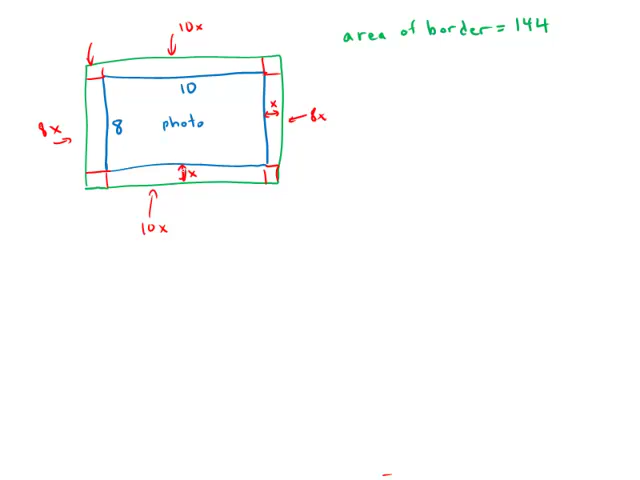 10x
area of border = 144
10
x
8x
8
photo
8x
x
10x